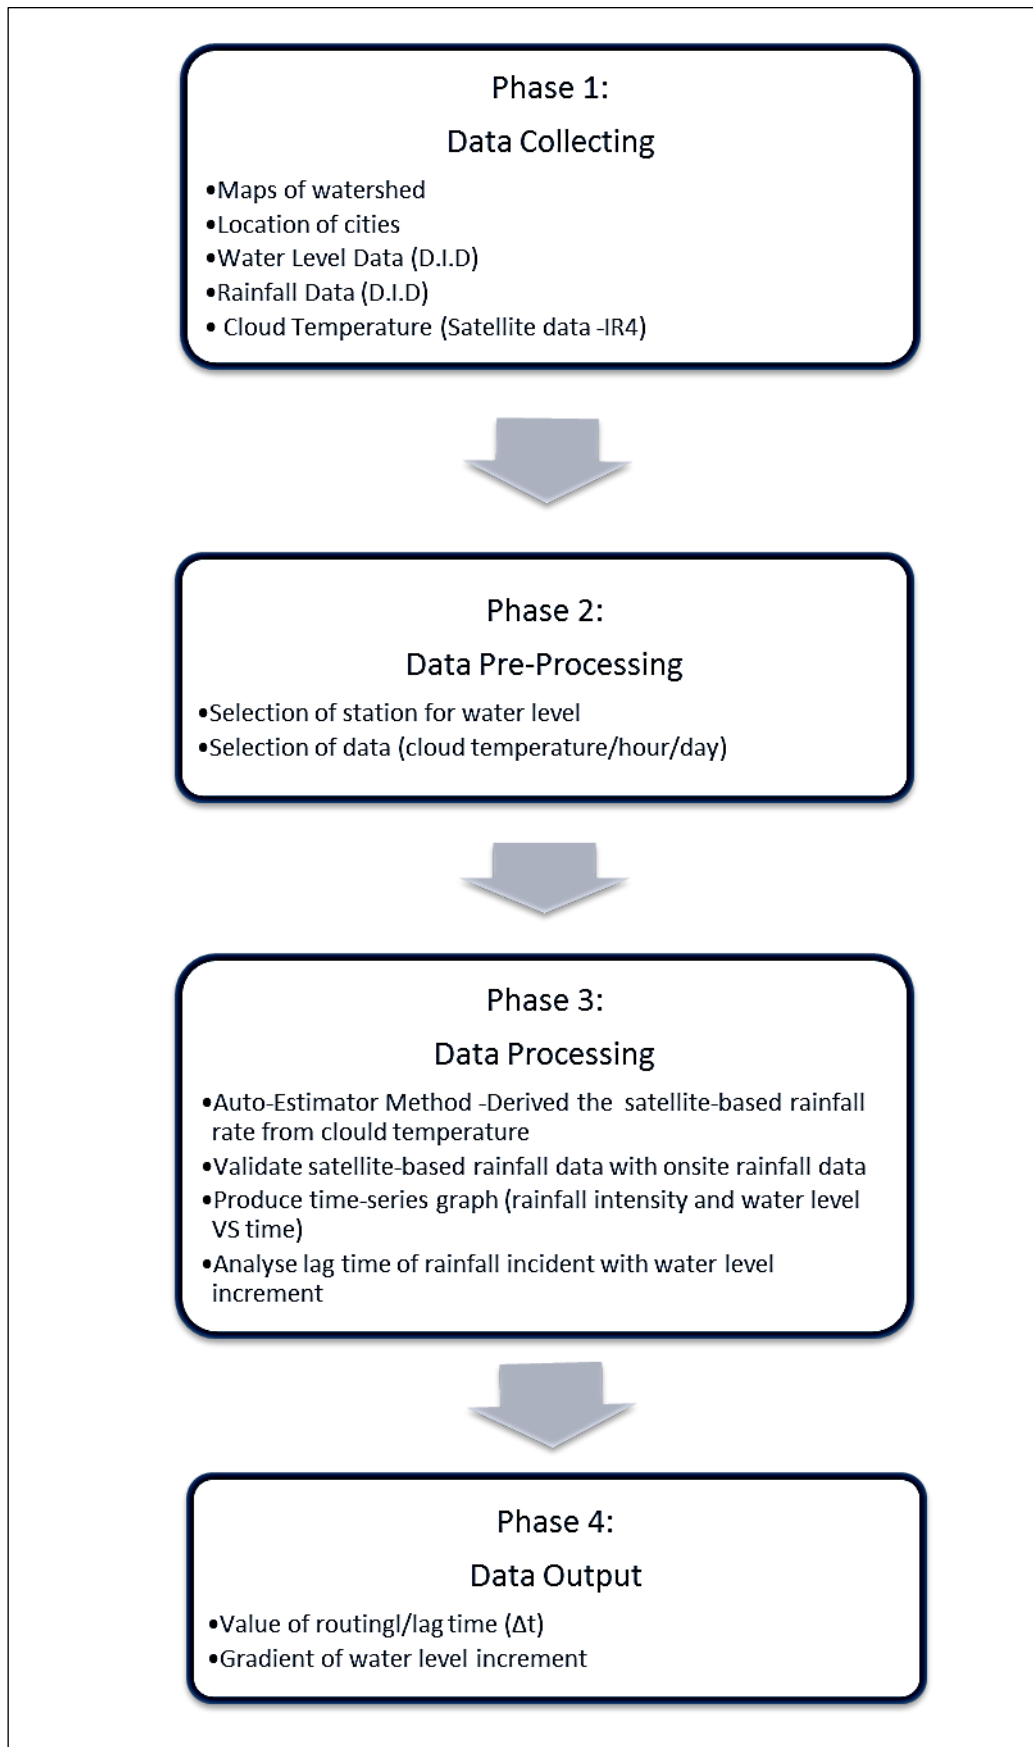 Phase 1:
Data Collecting
•Maps of watershed
•Location of cities
•Water Level Data (D.I.D)
•Rainfall Data (D.I.D)
• Cloud Temperature (Satellite data -IR4)
Phase 2:
Data Pre-Processing
•Selection of station for water level
•Selection of data (cloud temperature/hour/day)
Phase 3:
Data Processing
•Auto-Estimator Method -Derived the satellite-based rainfall
rate from clould temperature
•Validate satellite-based rainfall data with onsite rainfall data
•Produce time-series graph (rainfall intensity and water level
VS time)
•Analyse lag time of rainfall incident with water level
increment
Phase 4:
Data Output
•Value of routingl/lag time (Δt)
•Gradient of water level increment